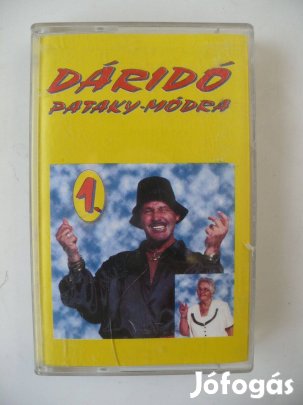 DÁRIDÓ
PATAKY-MÓDRA
1.
Jófogás